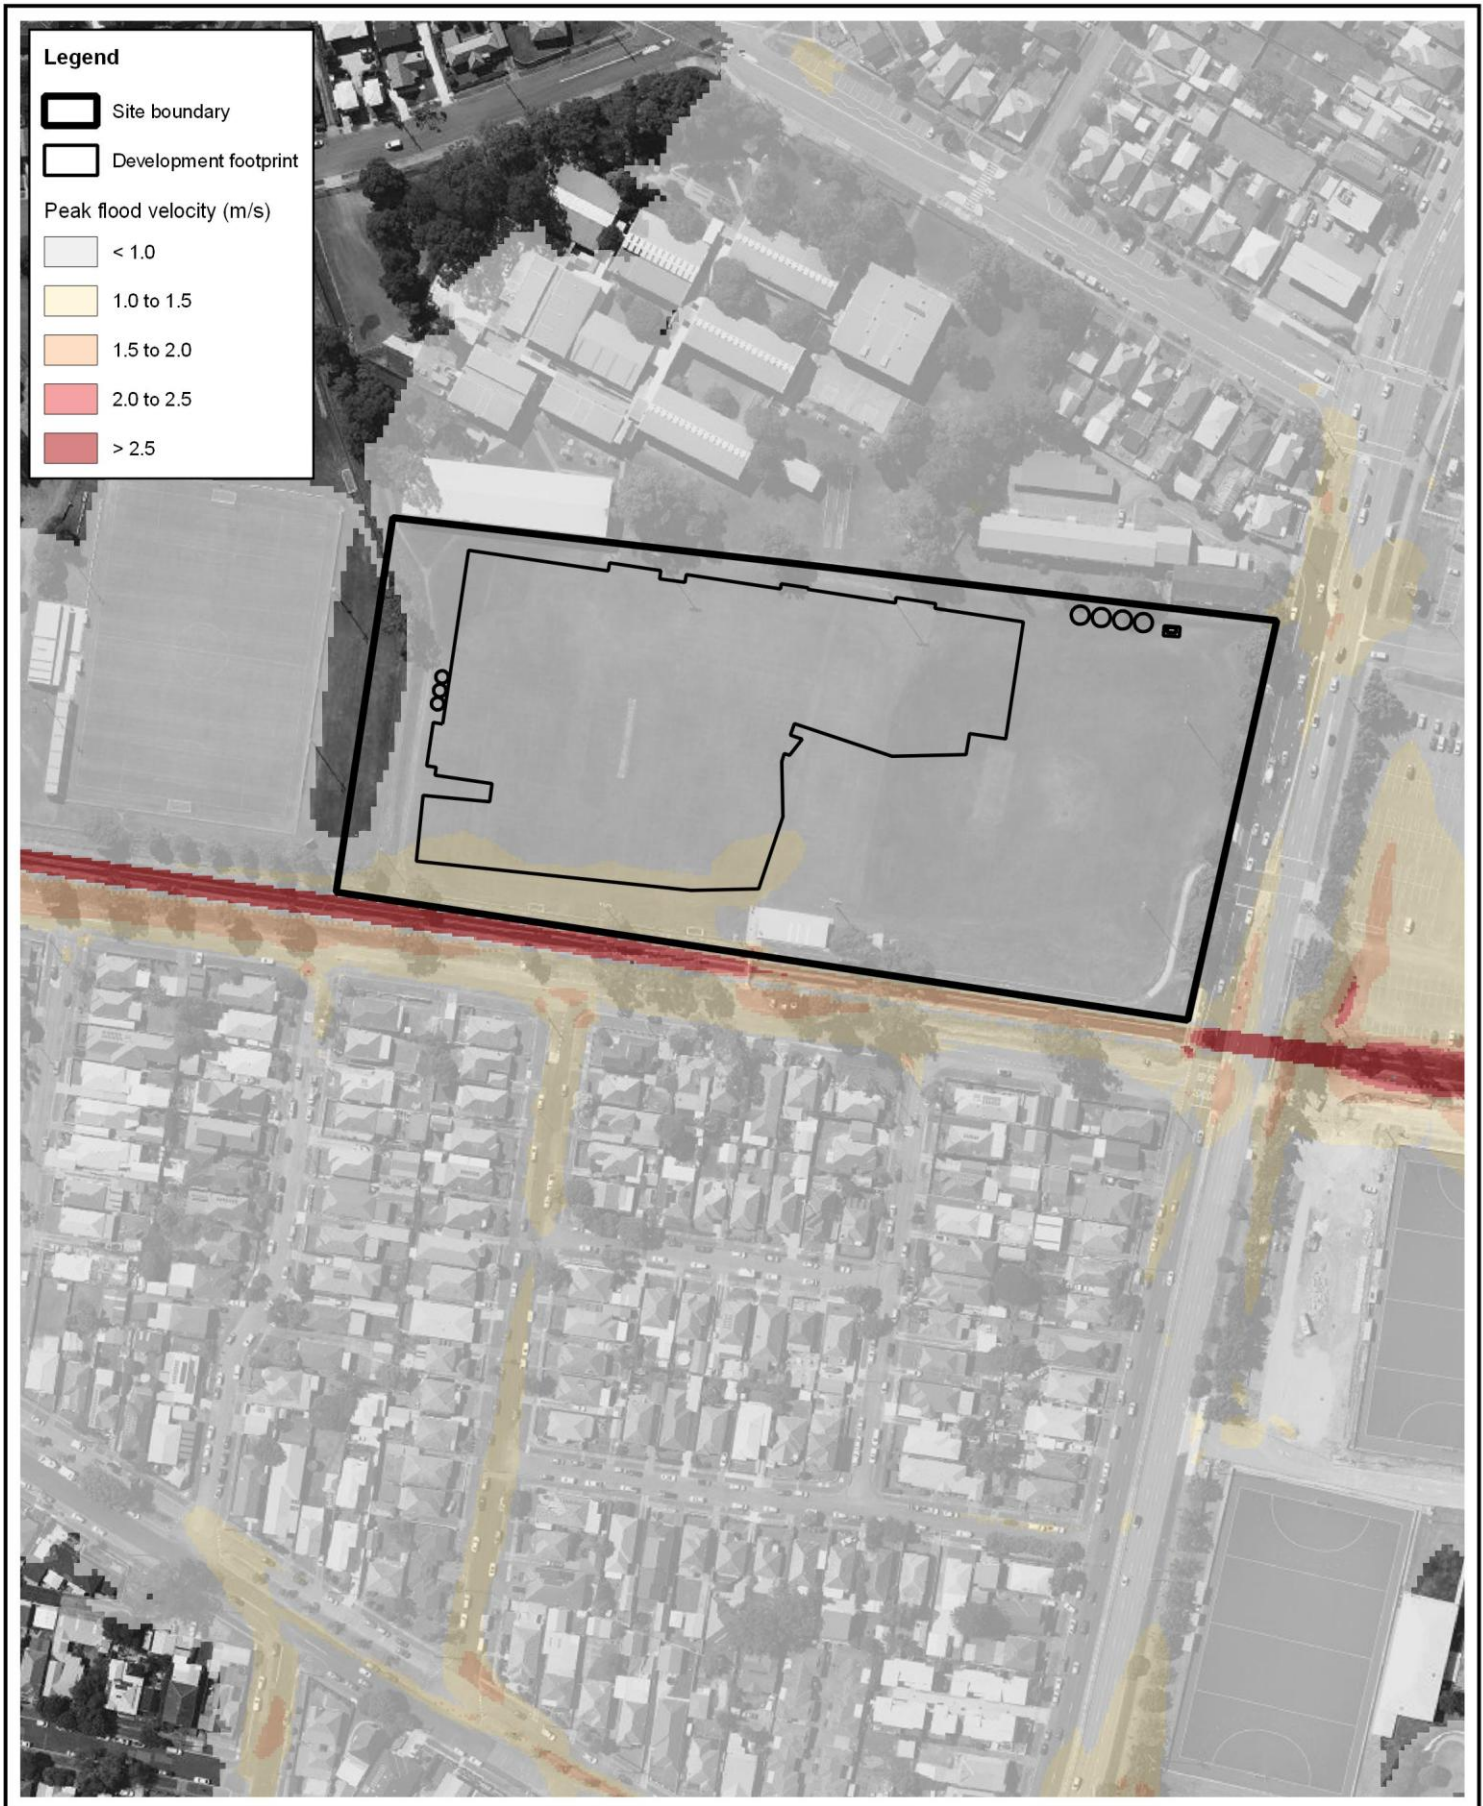 Legend
Site boundary
Development footprint
Peak flood velocity (m/s)
< 1.0
1.0 to 1.5
1.5 to 2.0
2.0 to 2.5
> 2.5